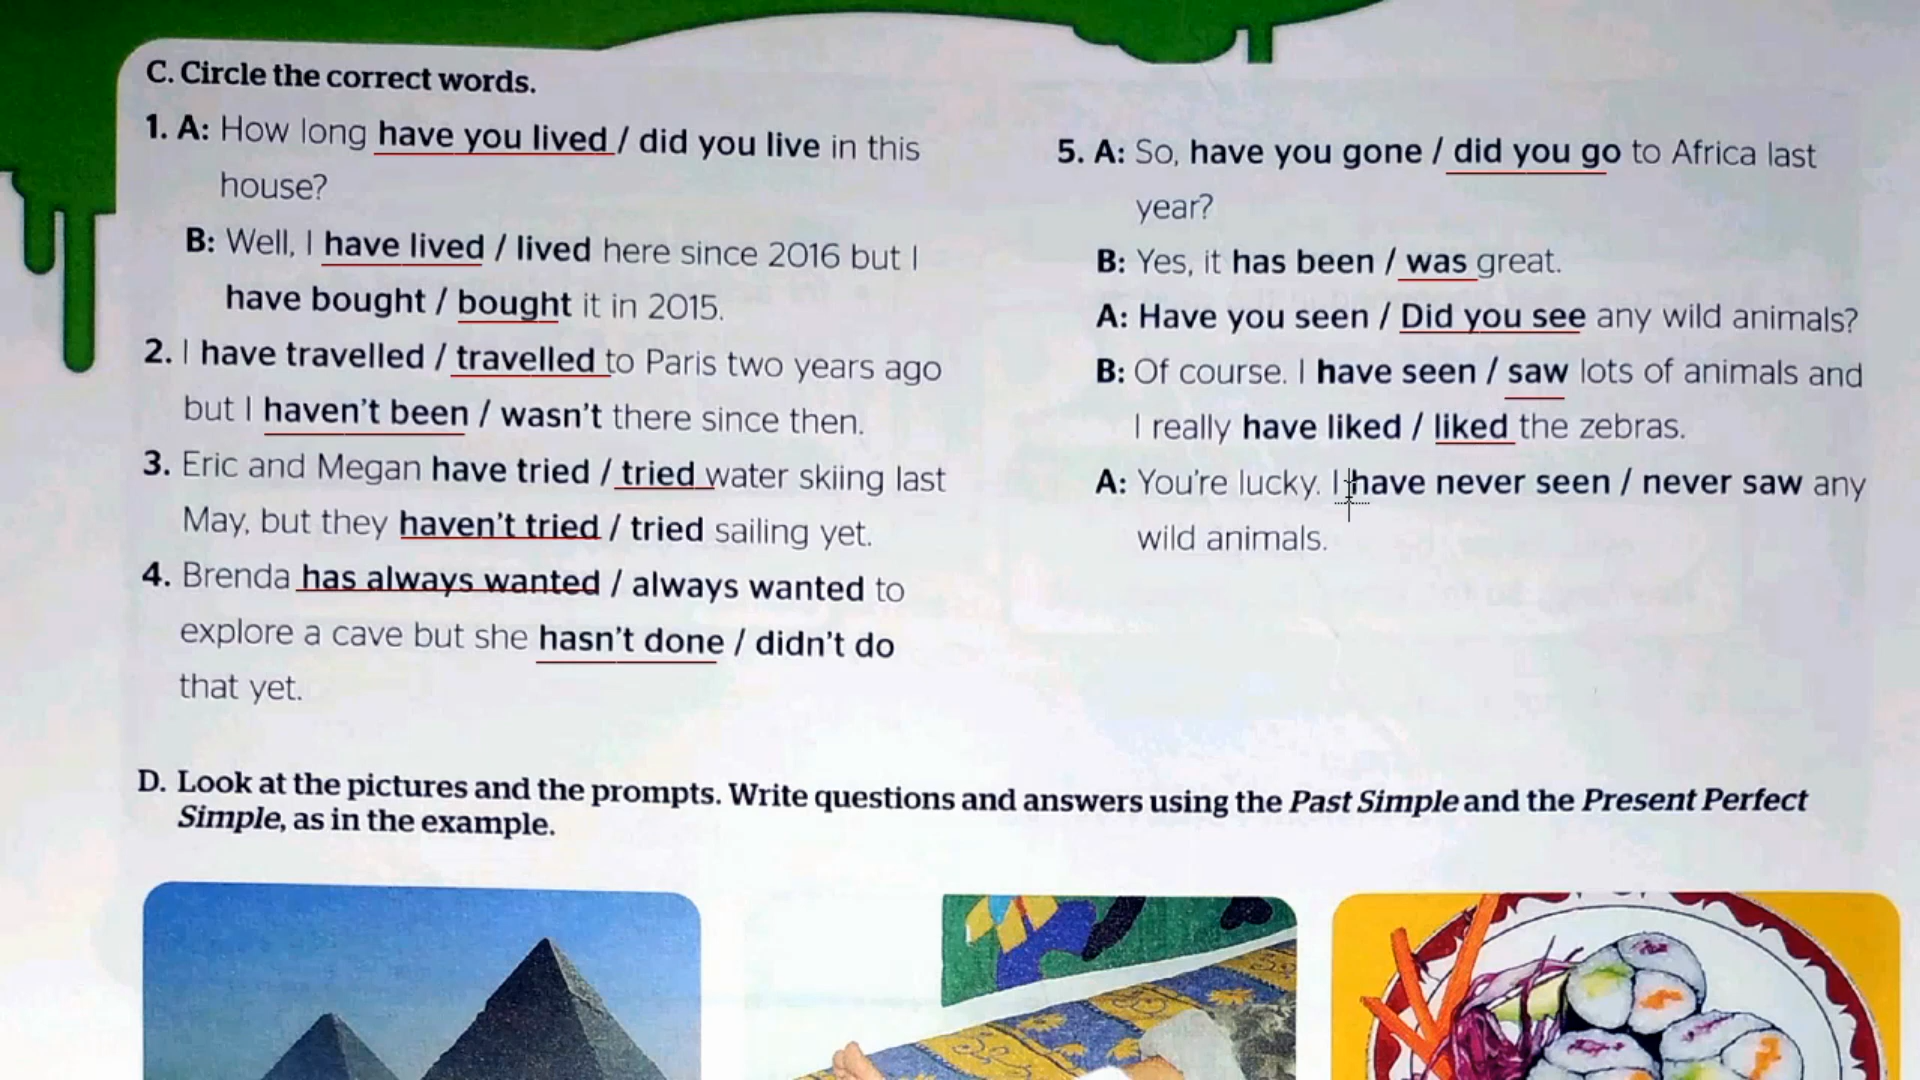 C. Circle the correct words.
1. A: How long have you lived / did you live in this
house?
B: Well, I have lived / lived here since 2016 but I
have bought / bought it in 2015.
2. I have travelled / travelled to Paris two years ago
but I haven't been / wasn't there since then.
3. Eric and Megan have tried / tried water skiing last
May, but they haven't tried / tried sailing yet.
4. Brenda has always wanted / always wanted to
explore a cave but she hasn't done / didn't do
that yet.
5. A: So, have you gone / did you go to Africa last
year?
B: Yes, it has been / was great.
A: Have you seen / Did you see any wild animals?
B: Of course. I have seen / saw lots of animals and
I really have liked / liked the zebras.
A: You're lucky. I have never seen / never saw any
wild animals.
D. Look at the pictures and the prompts. Write questions and answers using the Past Simple and the Present Perfect
Simple, as in the example.